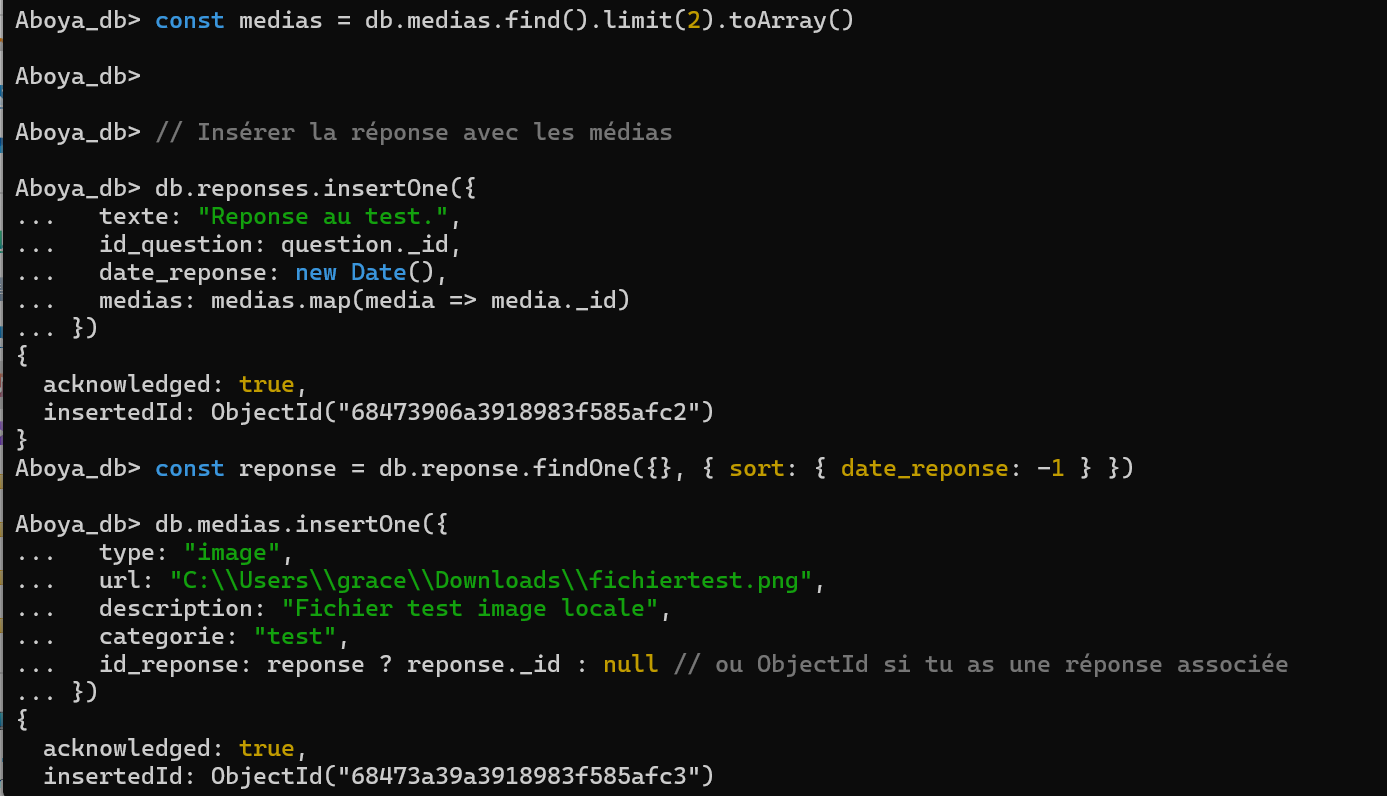 Aboya_db> const medias = db.medias.find().limit(2).toArray()
Aboya_db>
Aboya_db> // Insérer la réponse avec les médias
Aboya_db> db.reponses.insertOne({
...   texte: "Reponse au test.",
...   id_question: question._id,
...   date_reponse: new Date(),
...   medias: medias.map(media => media._id)
... })
{
  acknowledged: true,
  insertedId: ObjectId("68473906a3918983f585afc2")
}
Aboya_db> const reponse = db.reponse.findOne({}, { sort: { date_reponse: -1 } })
Aboya_db> db.medias.insertOne({
...   type: "image",
...   url: "C:\\Users\\grace\\Downloads\\fichiertest.png",
...   description: "Fichier test image locale",
...   categorie: "test",
...   id_reponse: reponse ? reponse._id : null // ou ObjectId si tu as une réponse associée
... })
{
  acknowledged: true,
  insertedId: ObjectId("68473a39a3918983f585afc3")